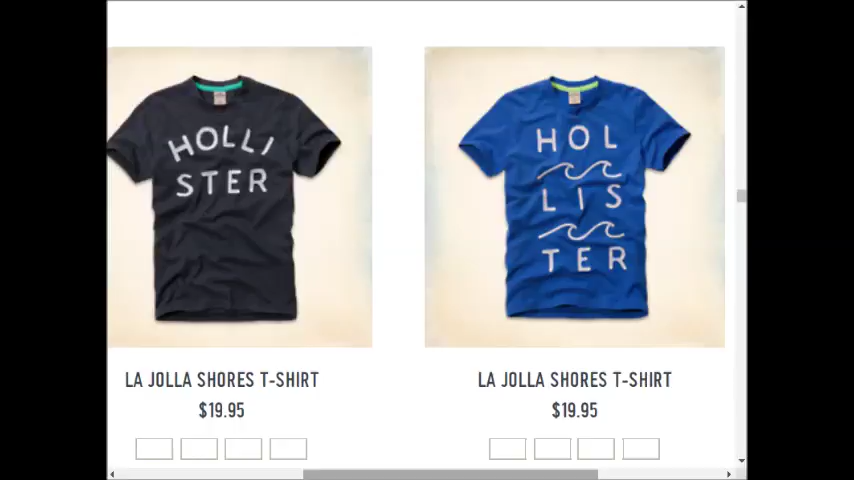 HOLLI
STER
HOL
LIS
TER
LA JOLLA SHORES T-SHIRT
$19.95
LA JOLLA SHORES T-SHIRT
$19.95